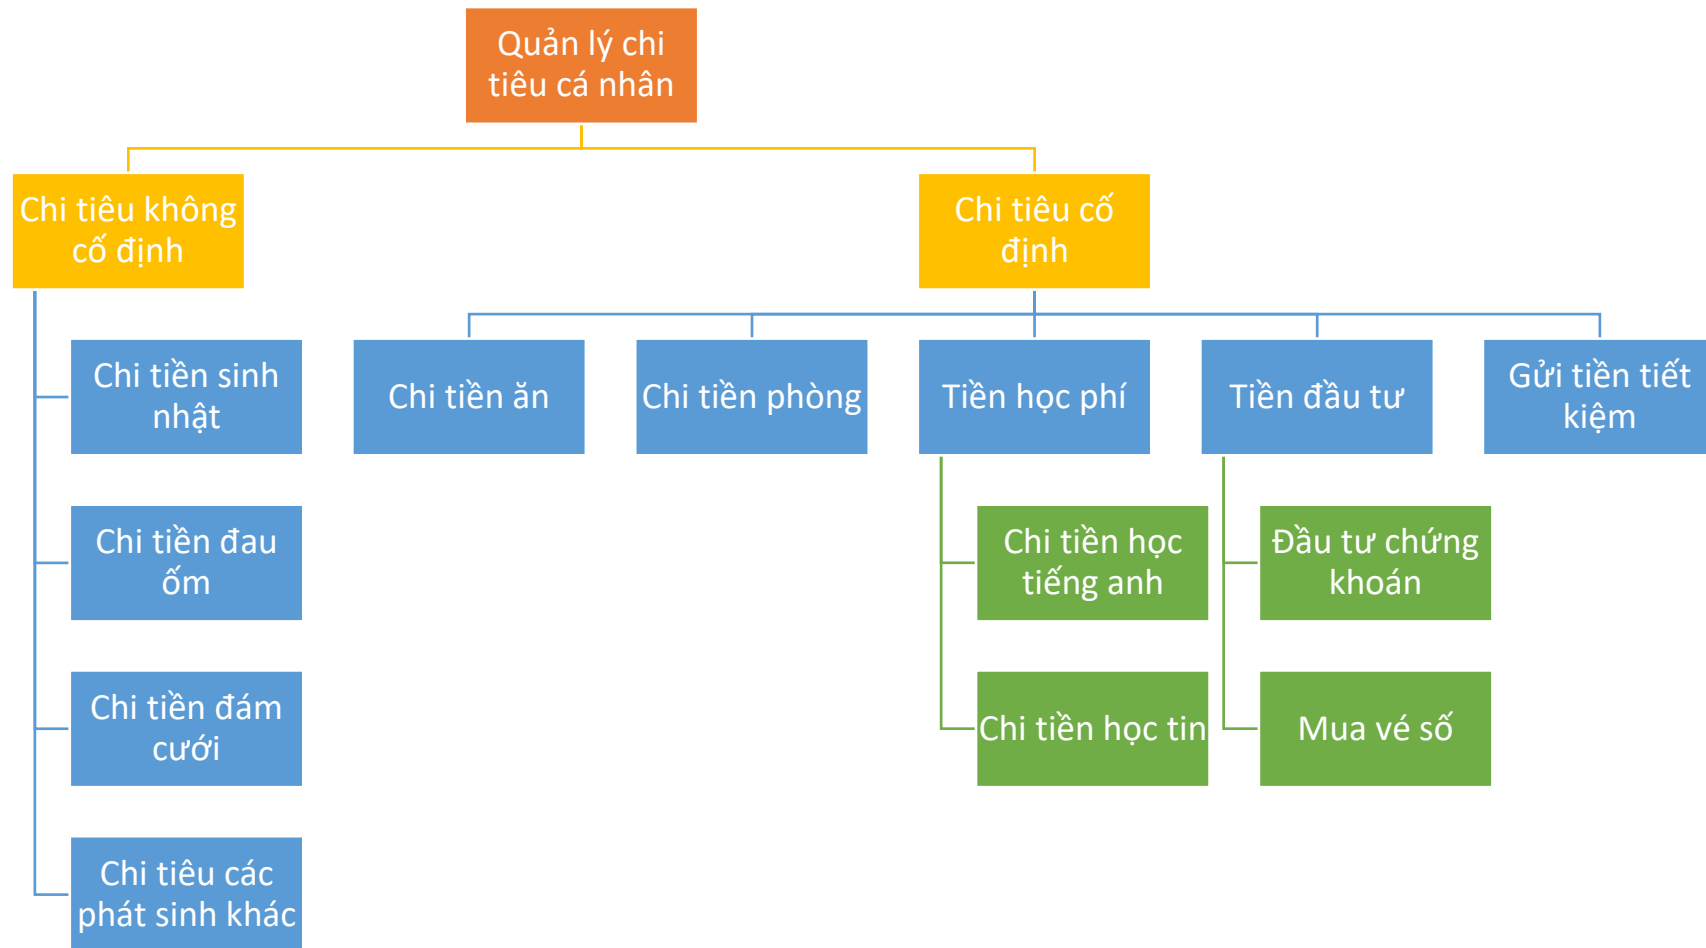 Quản lý chi
tiêu cá nhân
Chi tiêu không
cố định
Chi tiêu cố
định
Chi tiền sinh
nhật
Chi tiền ăn
Chi tiền phòng
Tiền học phí
Tiền đầu tư
Gửi tiền tiết
kiệm
Chi tiền đau
ốm
Chi tiền học
tiếng anh
Đầu tư chứng
khoán
Chi tiền đám
cưới
Chi tiền học tin
Mua vé số
Chi tiêu các
phát sinh khác